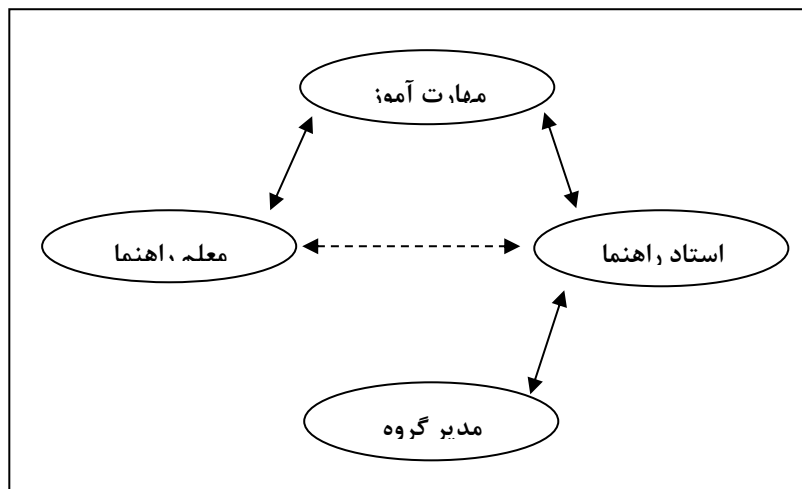 مهارت آموز
استاد راهنما
معلم راهنما
مدیر گروه